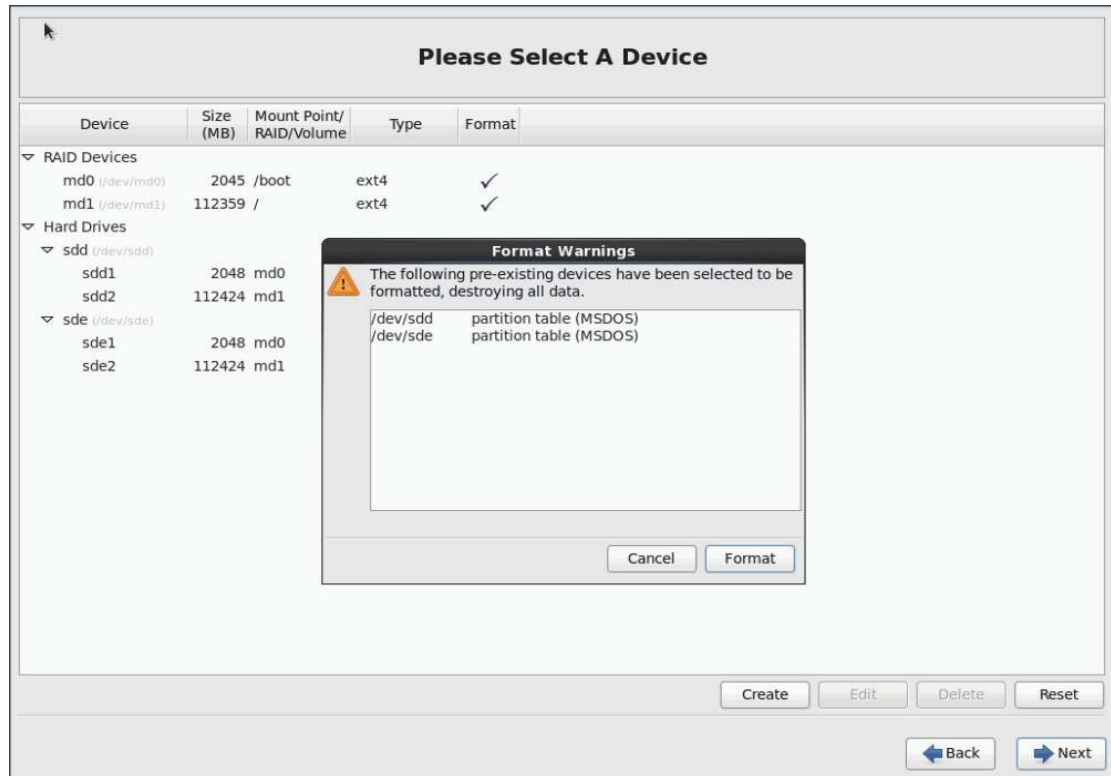 Please Select A Device
Device Size (MB) Mount Point/ RAID/Volume Type Format
RAID Devices
md0 (/dev/md0) 2045 /boot ext4
md1 (/dev/md1) 112359 / ext4
Hard Drives
sdd (/dev/sdd)
sdd1 2048 md0
sdd2 112424 md1
sde (/dev/sde)
sde1 2048 md0
sde2 112424 md1
Format Warnings
The following pre-existing devices have been selected to be
formatted, destroying all data.
/dev/sdd partition table (MSDOS)
/dev/sde partition table (MSDOS)
Cancel Format
Create Edit Delete Reset
Back Next